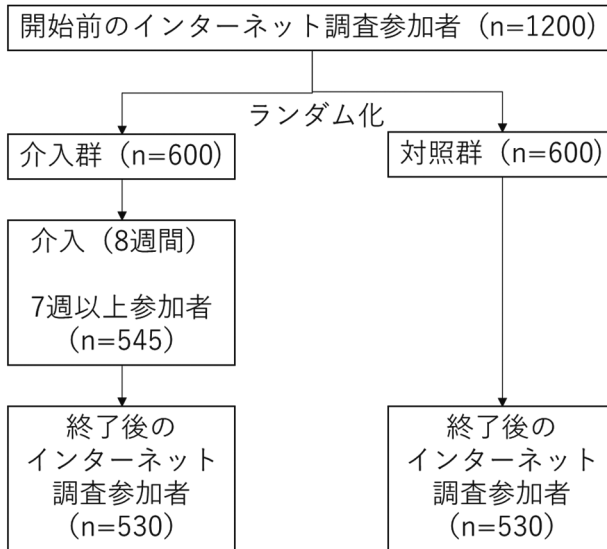 開始前のインターネット調査参加者（n=1200)
ランダム化
介入群（n=600)
対照群（n=600)
介入（8週間）
7週以上参加者
(n=545)
終了後の
インターネット
調査参加者
(n=530)
終了後の
インターネット
調査参加者
(n=530)